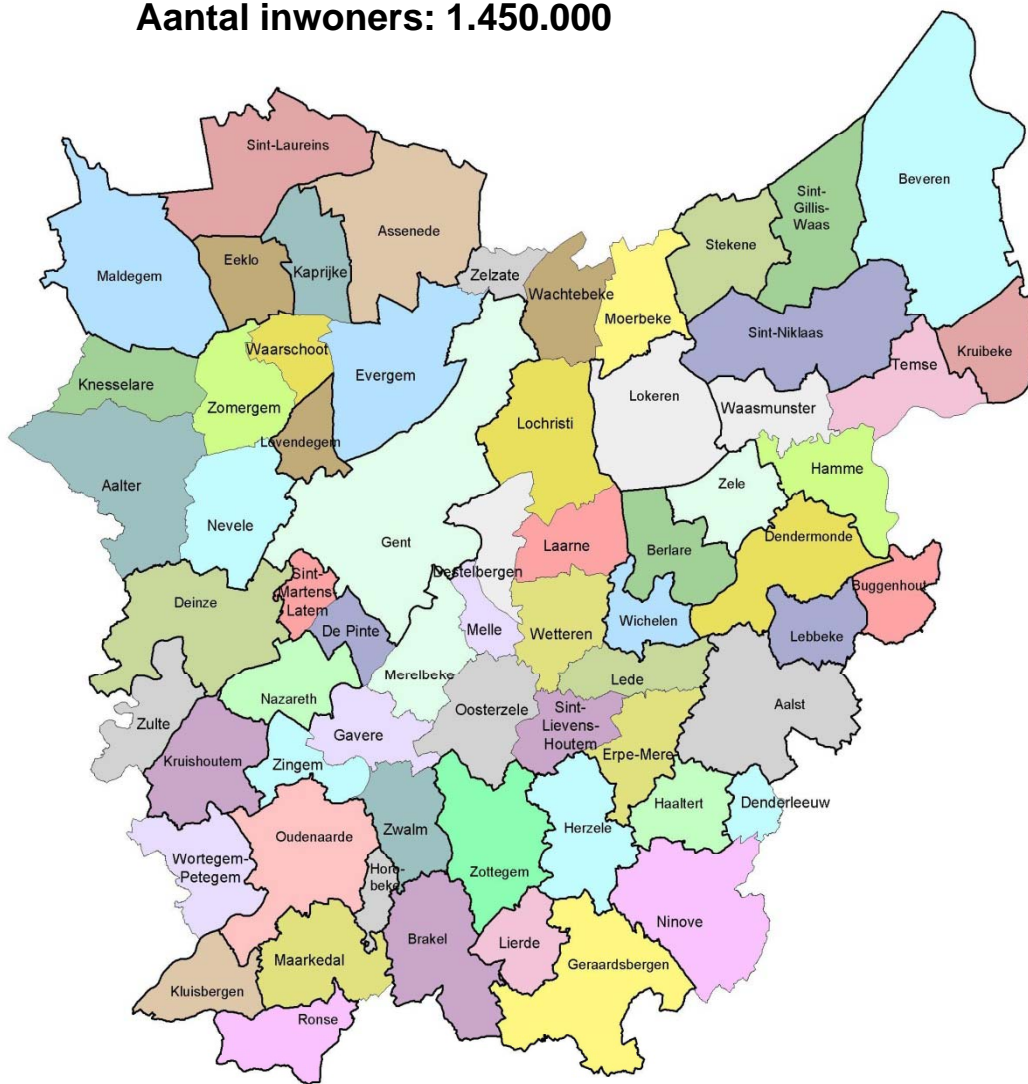 Aantal inwoners: 1.450.000
Sint-Laureins
Beveren
Sint-
Gillis-
Waas
Assenede
Stekene
Eeklo
Kaprijke
Maldegem
Zelzate
Wachtebeke
Moerbeke
Sint-Niklaas
Kruibeke
Temse
Waarschoot
Evergem
Knesselare
Zomergem
Lokeren
Waasmunster
Lochristi
Lovendegem
Hamme
Aalter
Zele
Nevele
Gent
Laarne
Berlare
Dendermonde
Destelbergen
Sint-
Martens-
Latem
Buggenhout
Deinze
De Pinte
Melle
Wetteren
Wichelen
Lebbeke
Merelbeke
Lede
Nazareth
Oosterzele
Sint-
Lievens-
Houtem
Aalst
Zulte
Gavere
Erpe-Mere
Kruishoutem
Zingem
Haaltert
Denderleeuw
Oudenaarde
Zwalm
Herzele
Wortegem-
Petegem
Hore-
beke
Zottegem
Ninove
Brakel
Lierde
Maarkedal
Geraardsbergen
Kluisbergen
Ronse